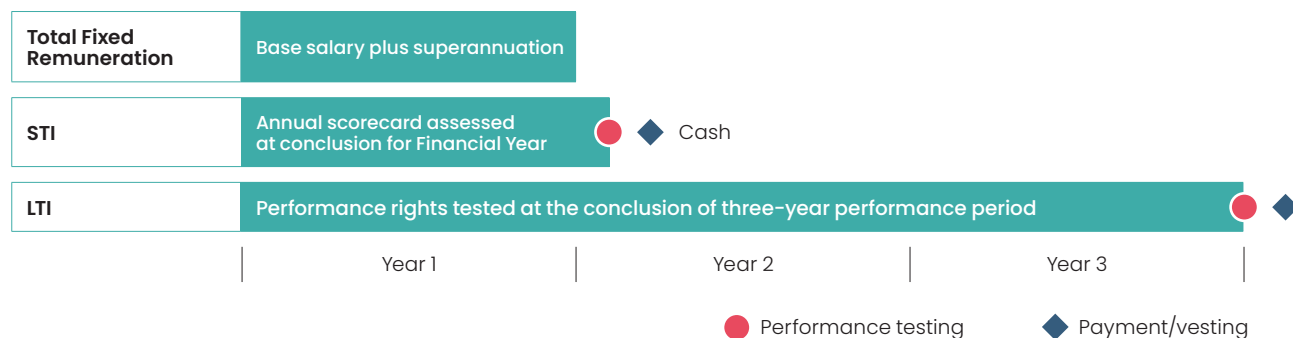 Total Fixed
Remuneration
Base salary plus superannuation
STI
Annual scorecard assessed
at conclusion for Financial Year
Cash
LTI
Performance rights tested at the conclusion of three-year performance period
Year 1
Year 2
Year 3
Performance testing
Payment/vesting